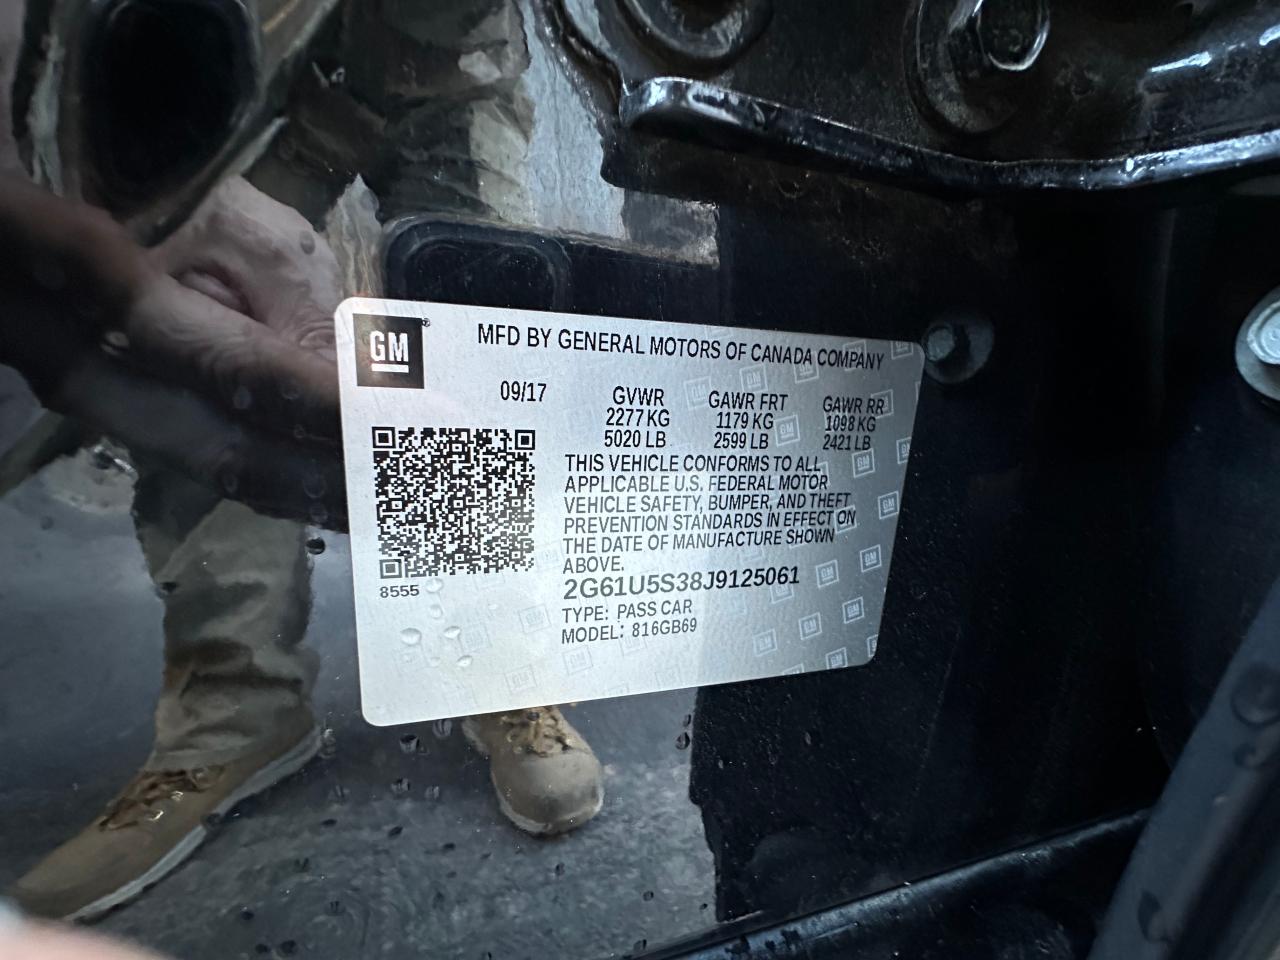 GM
MFD BY GENERAL MOTORS OF CANADA COMPANY
09/17 GVWR GAWR FRT GAWR RR
2277 KG 1179 KG 1098 KG
5020 LB 2599 LB 2421 LB
THIS VEHICLE CONFORMS TO ALL
APPLICABLE U.S. FEDERAL MOTOR
VEHICLE SAFETY, BUMPER, AND THEFT
PREVENTION STANDARDS IN EFFECT ON
THE DATE OF MANUFACTURE SHOWN
ABOVE.
8555
2G61U5S38J9125061
TYPE: PASS CAR
MODEL: 816GB69